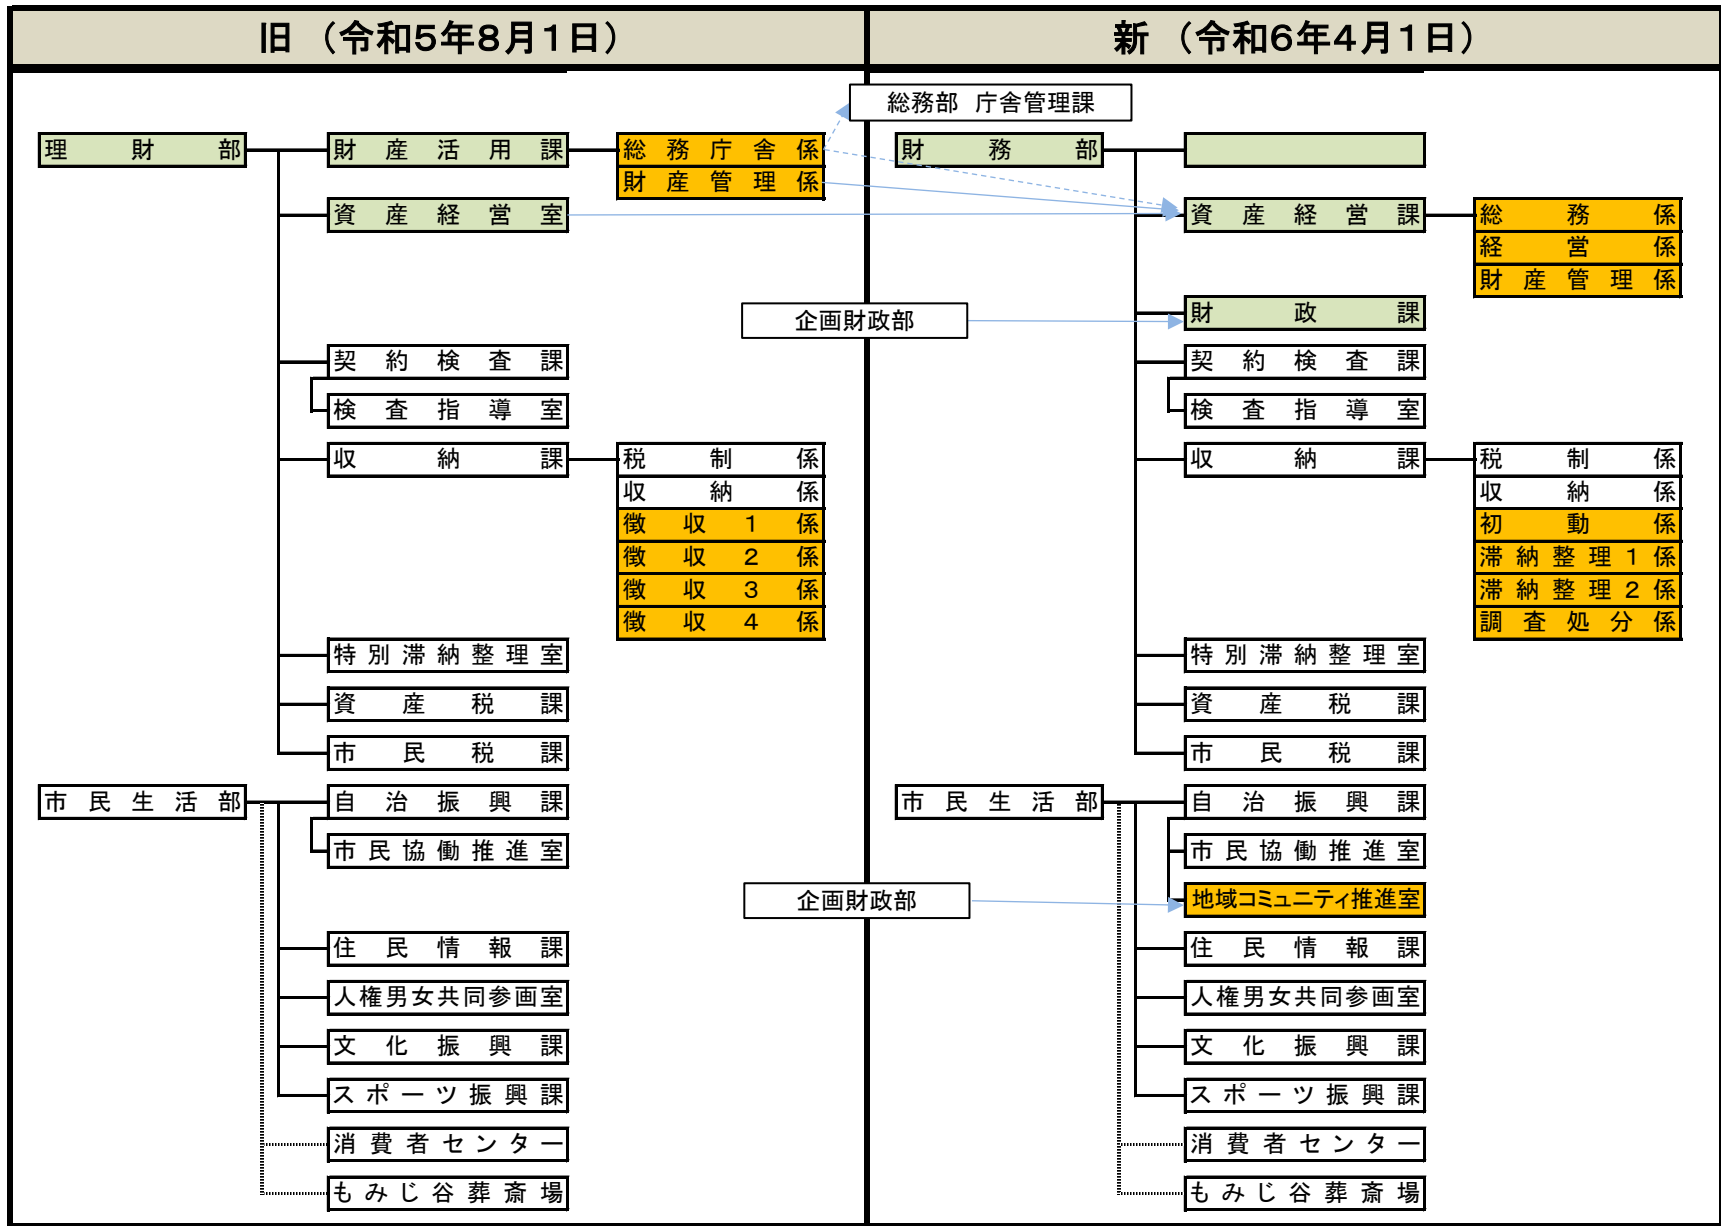 旧 （令和5年8月1日）
新 （令和6年4月1日）
総務部 庁舎管理課
理財部
財産活用課
総務庁舎係
財産管理係
資産経営室
企画財政部
契約検査課
検査指導室
収納課
税制係
収納係
徴収1係
徴収2係
徴収3係
徴収4係
特別滞納整理室
資産税課
市民税課
市民生活部
自治振興課
市民協働推進室
企画財政部
住民情報課
人権男女共同参画室
文化振興課
スポーツ振興課
消費者センター
もみじ谷葬斎場
財務部
資産経営課
総務係
経営係
財産管理係
財政課
契約検査課
検査指導室
収納課
税制係
収納係
初動係
滞納整理1係
滞納整理2係
調査処分係
特別滞納整理室
資産税課
市民税課
市民生活部
自治振興課
市民協働推進室
地域コミュニティ推進室
住民情報課
人権男女共同参画室
文化振興課
スポーツ振興課
消費者センター
もみじ谷葬斎場